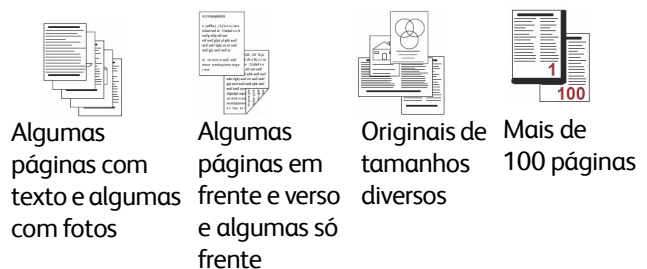 1
100
Algumas
páginas com
texto e algumas
com fotos
Algumas
páginas em
frente e verso
e algumas só
frente
Originais de
tamanhos
diversos
Mais de
100 páginas